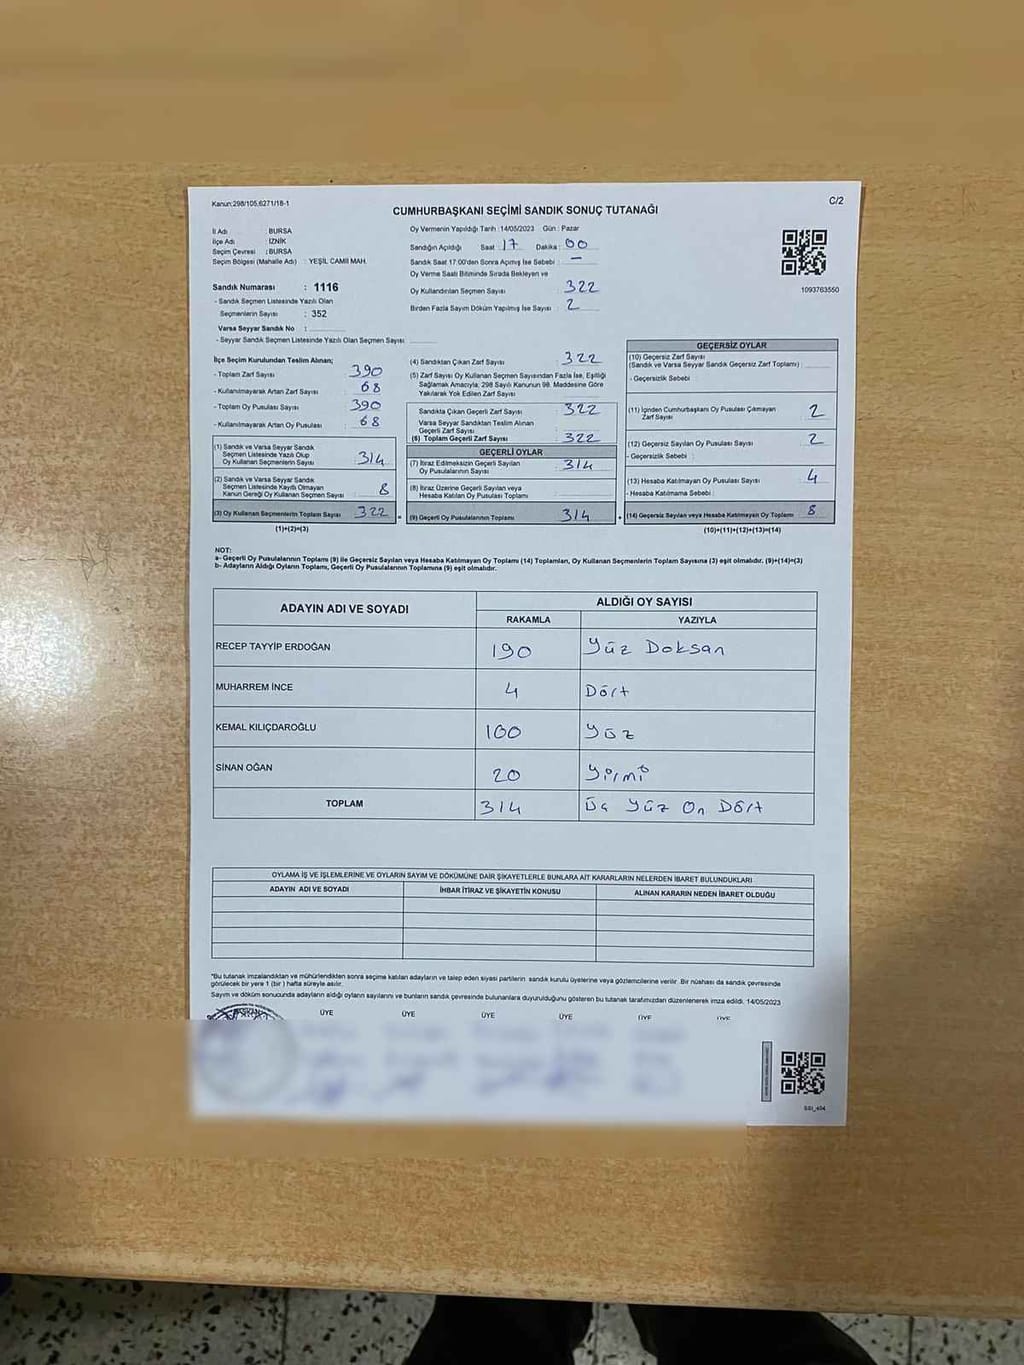 Kanun:298/105,6271/18-1
C/2
CUMHURBAŞKANI SEÇİMİ SANDIK SONUÇ TUTANAĞI
İl Adı : BURSA
İlçe Adı : İZNİK
Seçim Çevresi : BURSA
Seçim Bölgesi (Mahalle Adı) : YEŞİL CAMİİ MAH.
Sandık Numarası : 1116
- Sandık Seçmen Listesinde Yazılı Olan
Seçmenlerin Sayısı : 352
Varsa Seyyar Sandık No :
- Seyyar Sandık Seçmen Listesinde Yazılı Olan Seçmen Sayısı
Oy Vermenin Yapıldığı Tarih :14/05/2023 Gün : Pazar
Sandığın Açıldığı Saat : 17 Dakika : 00
Sandık Saat 17:00'den Sonra Açımış İse Sebebi : —
Oy Verme Saati Bitiminde Sırada Bekleyen ve
Oy Kullandırılan Seçmen Sayısı 322
Birden Fazla Sayım Döküm Yapılmış İse Sayısı 2
1093763550
İlçe Seçim Kurulundan Teslim Alınan;
- Toplam Zarf Sayısı 390
- Kullanılmayarak Artan Zarf Sayısı 68
- Toplam Oy Pusulası Sayısı 390
- Kullanılmayarak Artan Oy Pusulası 68
(1) Sandık ve Varsa Seyyar Sandık
Seçmen Listesinde Yazılı Olup
Oy Kullanan Seçmenlerin Sayısı 314
(2) Sandık ve Varsa Seyyar Sandık
Seçmen Listesinde Kayıtlı Olmayan
Kanun Gereği Oy Kullanan Seçmen Sayısı 8
(3) Oy Kullanan Seçmenlerin Toplam Sayısı 322
(1)+(2)=(3)
(4) Sandıktan Çıkan Zarf Sayısı 322
(5) Zarf Sayısı Oy Kullanan Seçmen Sayısından Fazla İse, Eşitliği
Sağlamak Amacıyla, 298 Sayılı Kanunun 98. Maddesine Göre
Yakılarak Yok Edilen Zarf Sayısı
Sandıkta Çıkan Geçerli Zarf Sayısı 322
Varsa Seyyar Sandıktan Teslim Alınan
Geçerli Zarf Sayısı
(6) Toplam Geçerli Zarf Sayısı 322
GEÇERLİ OYLAR
(7) İtiraz Edilmeksizin Geçerli Sayılan
Oy Pusulalarının Sayısı 314
(8) İtiraz Üzerine Geçerli Sayılan veya
Hesaba Katılan Oy Pusulası Toplamı
= (9) Geçerli Oy Pusulalarının Toplamı 314
GEÇERSİZ OYLAR
(10) Geçersiz Zarf Sayısı
(Sandık ve Varsa Seyyar Sandık Geçersiz Zarf Toplamı)
- Geçersizlik Sebebi
(11) İçinden Cumhurbaşkanı Oy Pusulası Çıkmayan
Zarf Sayısı 2
(12) Geçersiz Sayılan Oy Pusulası Sayısı 2
- Geçersizlik Sebebi :
(13) Hesaba Katılmayan Oy Pusulası Sayısı 4
- Hesaba Katılmama Sebebi :
+ (14) Geçersiz Sayılan veya Hesaba Katılmayan Oy Toplamı 8
(10)+(11)+(12)+(13)=(14)
NOT:
a- Geçerli Oy Pusulalarının Toplamı (9) ile Geçersiz Sayılan veya Hesaba Katılmayan Oy Toplamı (14) Toplamları, Oy Kullanan Seçmenlerin Toplam Sayısına (3) eşit olmalıdır. (9)+(14)=(3)
b- Adayların Aldığı Oyların Toplamı, Geçerli Oy Pusulalarının Toplamına (9) eşit olmalıdır.
ADAYIN ADI VE SOYADI ALDIĞI OY SAYISI
RAKAMLA YAZIYLA
RECEP TAYYİP ERDOĞAN 190 Yüz Doksan
MUHARREM İNCE 4 Dört
KEMAL KILIÇDAROĞLU 100 Yüz
SİNAN OĞAN 20 Yirmi
TOPLAM 314 Üç Yüz On Dört
OYLAMA İŞ VE İŞLEMLERİNE VE OYLARIN SAYIM VE DÖKÜMÜNE DAİR ŞİKAYETLERLE BUNLARA AİT KARARLARIN NELERDEN İBARET BULUNDUKLARI
ADAYIN ADI VE SOYADI İHBAR İTİRAZ VE ŞİKAYETİN KONUSU ALINAN KARARIN NEDEN İBARET OLDUĞU
*Bu tutanak imzalandıktan ve mühürlendikten sonra seçime katılan adayların ve talep eden siyasi partilerin sandık kurulu üyelerine veya gözlemcilerine verilir. Bir nüshası da sandık çevresinde
görülecek bir yere 1 (bir ) hafta süreyle asılır.
Sayım ve döküm sonucunda adayların aldığı oyların sayılarını ve bunların sandık çevresinde bulunanlara duyurulduğunu gösteren bu tutanak tarafımızdan düzenlenerek imza edildi. 14/05/2023
ÜYE ÜYE ÜYE ÜYE ÜYE ÜYE